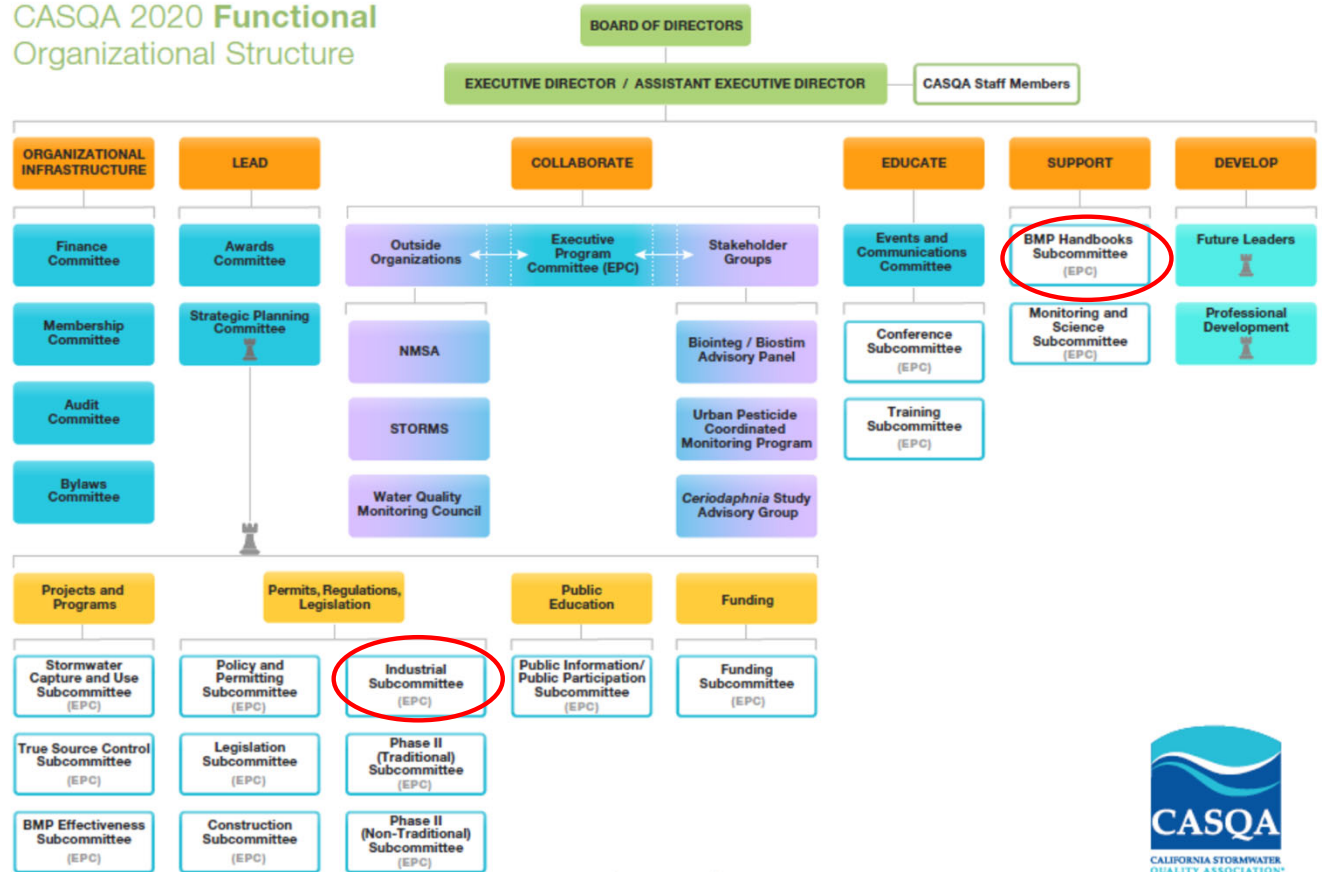 CASQA 2020 Functional
Organizational Structure
BOARD OF DIRECTORS
EXECUTIVE DIRECTOR / ASSISTANT EXECUTIVE DIRECTOR
CASQA Staff Members
ORGANIZATIONAL
INFRASTRUCTURE
LEAD
COLLABORATE
EDUCATE
SUPPORT
DEVELOP
Finance
Committee
Membership
Committee
Audit
Committee
Bylaws
Committee
Awards
Committee
Strategic Planning
Committee
Outside
Organizations
Executive
Program
Committee (EPC)
Stakeholder
Groups
NMSA
STORMS
Water Quality
Monitoring Council
Biointeg / Biostim
Advisory Panel
Urban Pesticide
Coordinated
Monitoring Program
Ceriodaphnia Study
Advisory Group
Events and
Communications
Committee
Conference
Subcommittee
(EPC)
Training
Subcommittee
(EPC)
BMP Handbooks
Subcommittee
(EPC)
Monitoring and
Science
Subcommittee
(EPC)
Future Leaders
Professional
Development
Projects and
Programs
Permits, Regulations,
Legislation
Public
Education
Funding
Stormwater
Capture and Use
Subcommittee
(EPC)
True Source Control
Subcommittee
(EPC)
BMP Effectiveness
Subcommittee
(EPC)
Policy and
Permitting
Subcommittee
(EPC)
Legislation
Subcommittee
(EPC)
Construction
Subcommittee
(EPC)
Industrial
Subcommittee
(EPC)
Phase II
(Traditional)
Subcommittee
(EPC)
Phase II
(Non-Traditional)
Subcommittee
(EPC)
Public Information/
Public Participation
Subcommittee
(EPC)
Funding
Subcommittee
(EPC)
CASQA
CALIFORNIA STORMWATER
QUALITY ASSOCIATION®